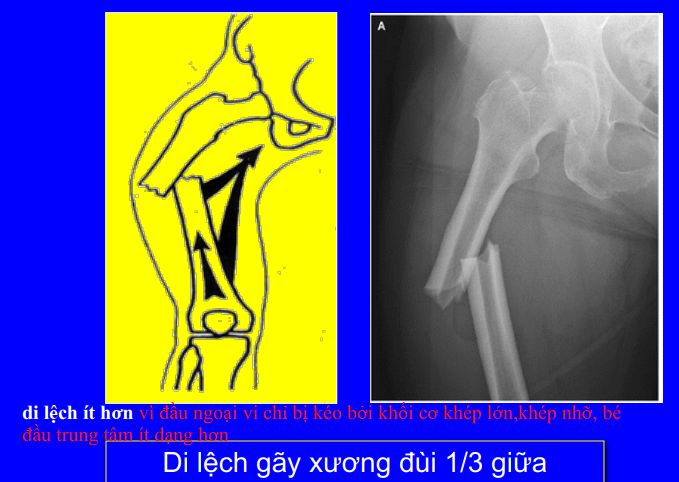 A
di lệch ít hơn vì đầu ngoại vi chi bị kéo bởi khối cơ khép lớn,khép nhỡ, bé
đầu trung tâm ít dạng hơn
Di lệch gãy xương đùi 1/3 giữa